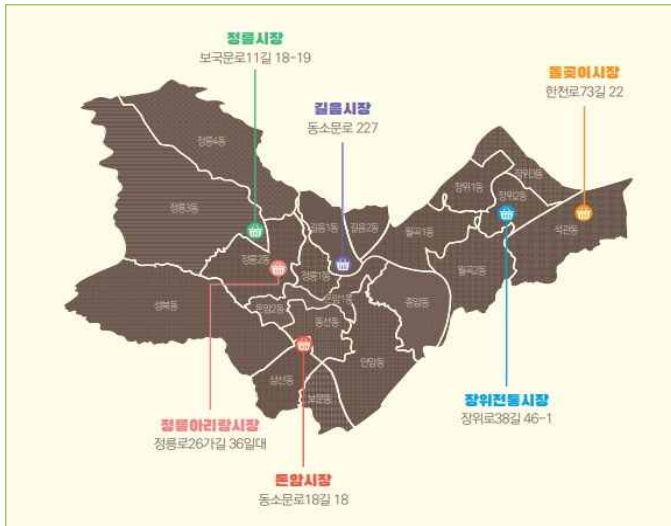 정릉시장
보국문로11길 18-19
길음시장
동소문로 227
돌곶이시장
한천로73길 22
정릉4동
정릉3동
장위3동
장위1동
장위2동
길음1동
길음2동
월곡1동
석관동
정릉2동
정릉1동
월곡2동
성북동
돈암2동
돈암1동
종암동
동선동
안암동
삼선동
보문동
정릉아리랑시장
정릉로26가길 36일대
장위전통시장
장위로38길 46-1
돈암시장
동소문로18길 18